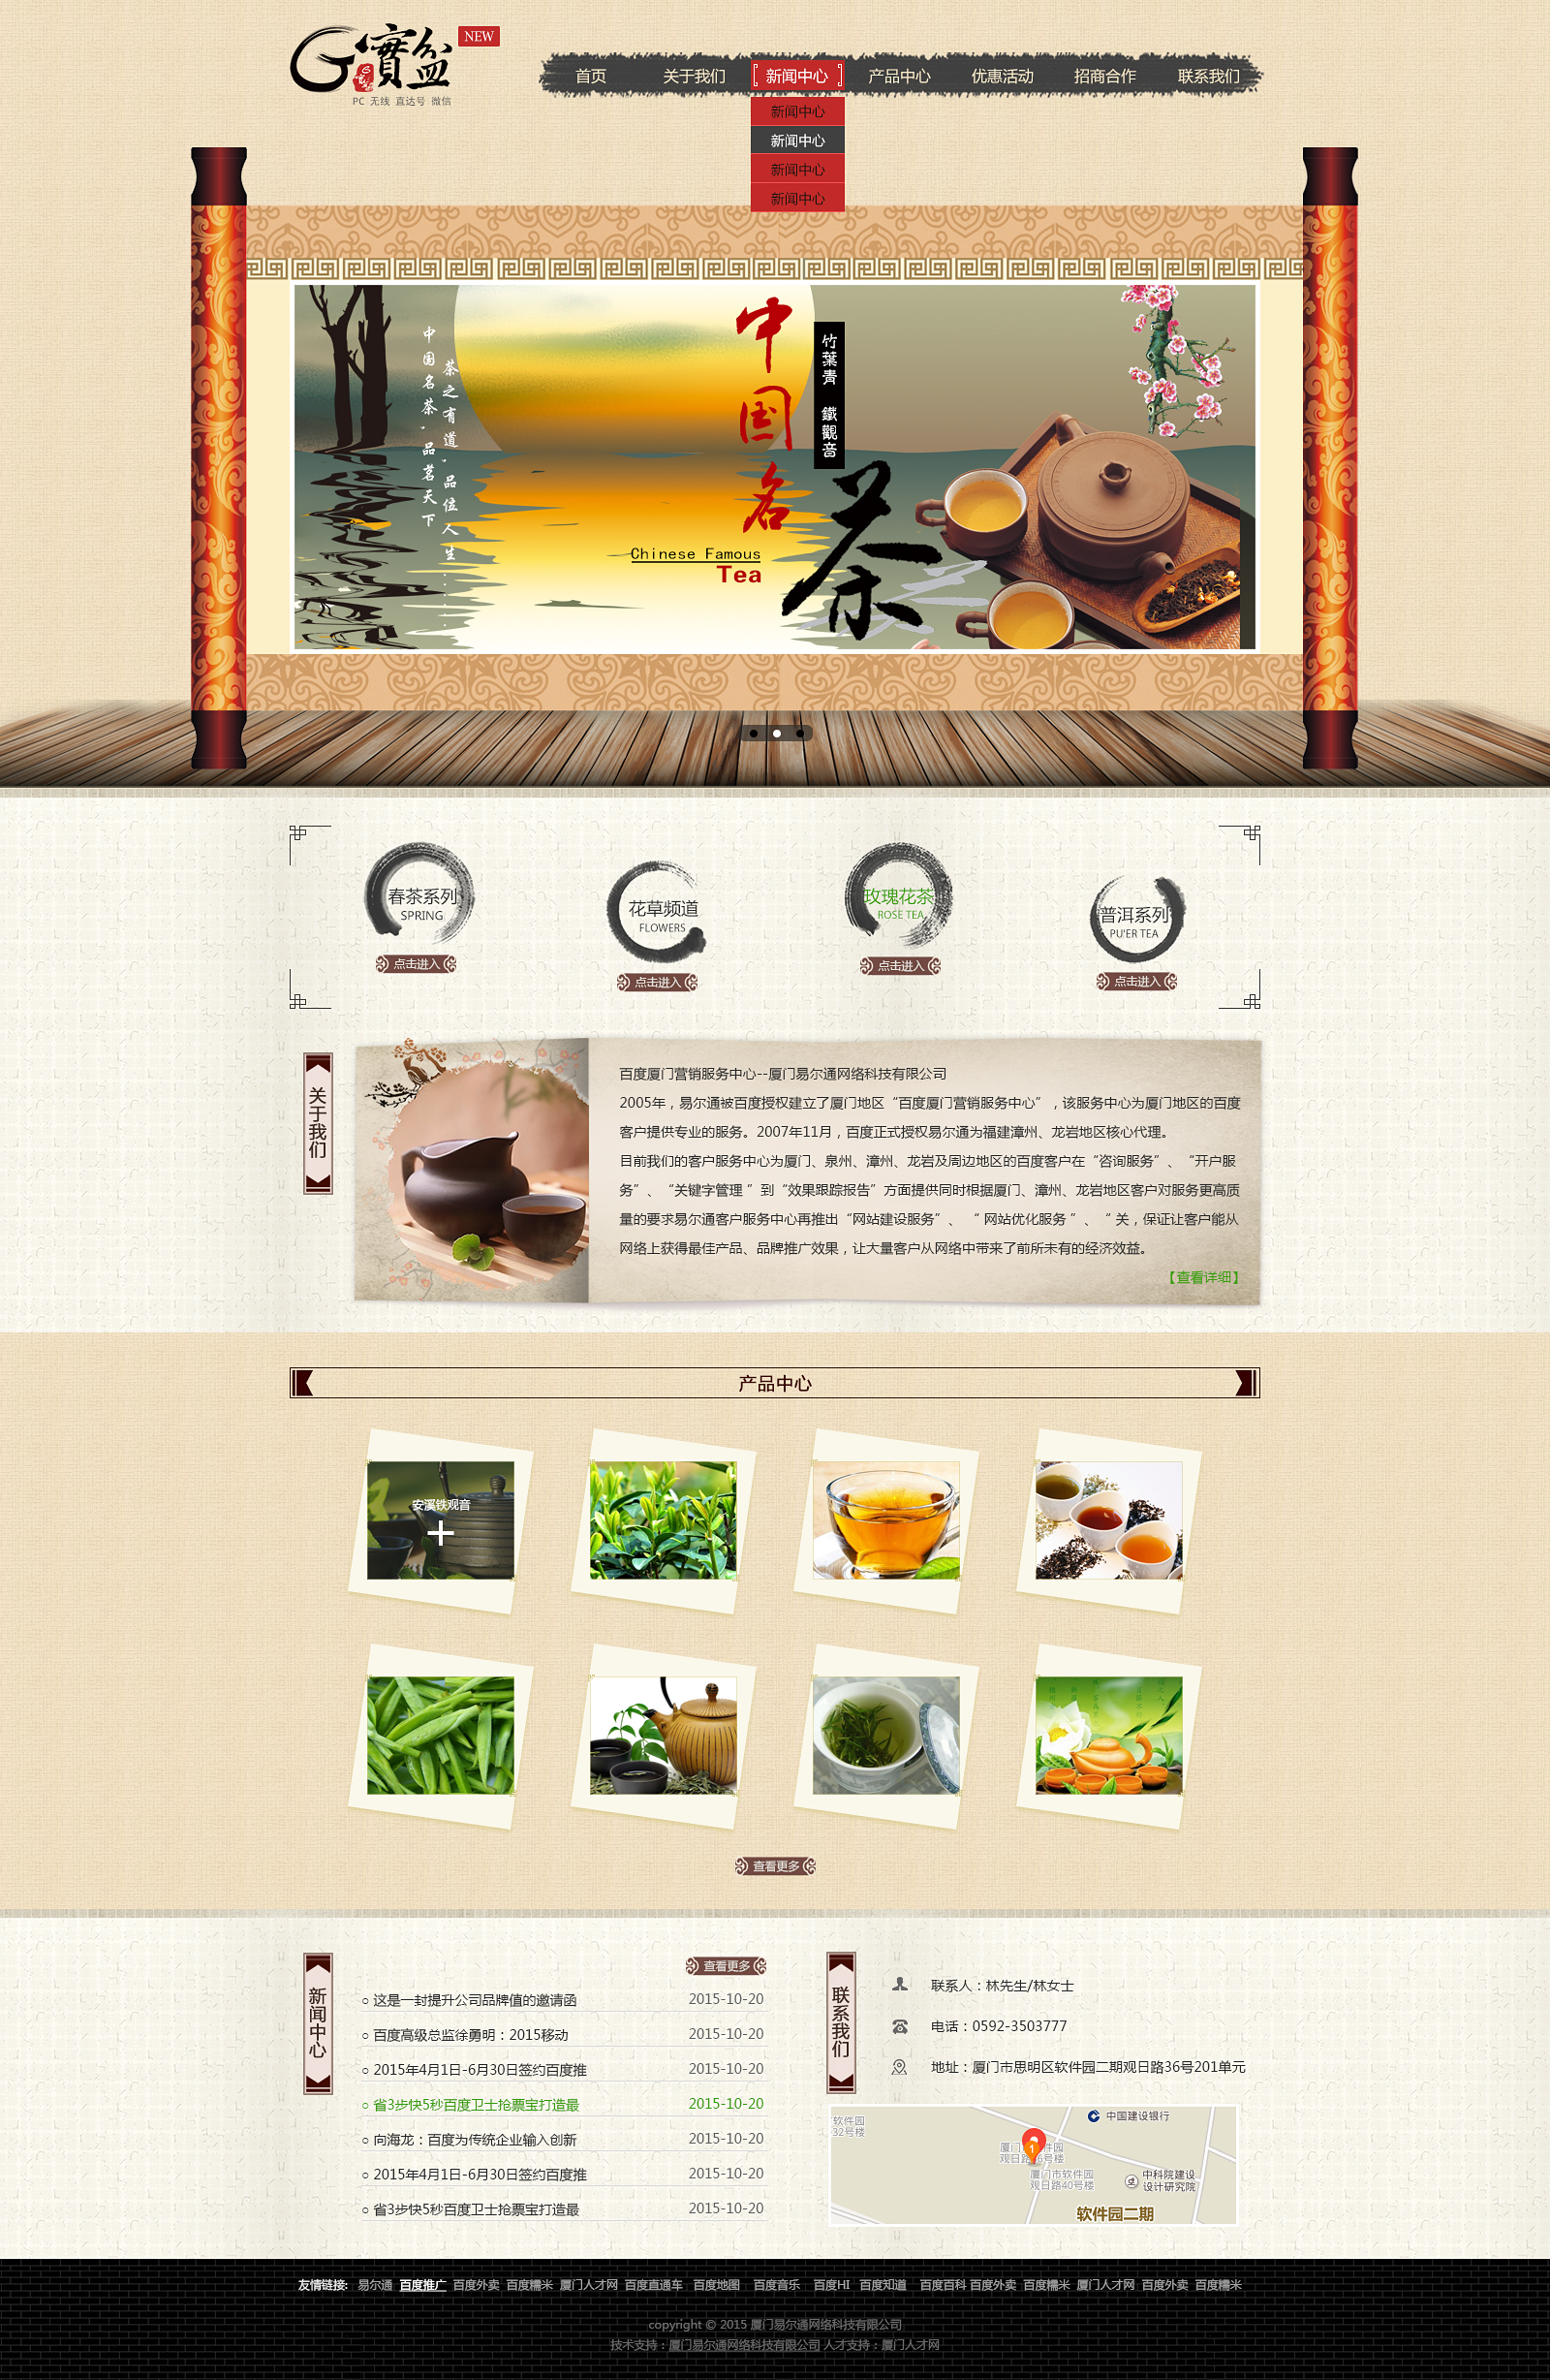 G寶盆
NEW
PC 无线 直达号 微信
首页 关于我们 新闻中心 产品中心 优惠活动 招商合作 联系我们
新闻中心
新闻中心
新闻中心
新闻中心
茶之有道.品位人生......
中国名茶.品茗天下
中国名
茶
竹葉青 鐵觀音
Chinese Famous
Tea
春茶系列
SPRING
点击进入
花草频道
FLOWERS
点击进入
玫瑰花茶
ROSE TEA
点击进入
普洱系列
PU'ER TEA
点击进入
关于我们
百度厦门营销服务中心--厦门易尔通网络科技有限公司
2005年，易尔通被百度授权建立了厦门地区“百度厦门营销服务中心”，该服务中心为厦门地区的百度
客户提供专业的服务。2007年11月，百度正式授权易尔通为福建漳州、龙岩地区核心代理。
目前我们的客户服务中心为厦门、泉州、漳州、龙岩及周边地区的百度客户在“咨询服务”、“开户服
务”、“关键字管理 ”到“效果跟踪报告”方面提供同时根据厦门、漳州、龙岩地区客户对服务更高质
量的要求易尔通客户服务中心再推出“网站建设服务”、 “ 网站优化服务 ”、 “ 关，保证让客户能从
网络上获得最佳产品、品牌推广效果，让大量客户从网络中带来了前所未有的经济效益。
【查看详细】
产品中心
安溪铁观音
查看更多
新闻中心
查看更多
○ 这是一封提升公司品牌值的邀请函 2015-10-20
○ 百度高级总监徐勇明：2015移动 2015-10-20
○ 2015年4月1日-6月30日签约百度推 2015-10-20
○ 省3步快5秒百度卫士抢票宝打造最 2015-10-20
○ 向海龙：百度为传统企业输入创新 2015-10-20
○ 2015年4月1日-6月30日签约百度推 2015-10-20
○ 省3步快5秒百度卫士抢票宝打造最 2015-10-20
联系我们
联系人：林先生/林女士
电话：0592-3503777
地址：厦门市思明区软件园二期观日路36号201单元
软件园
32号楼
中国建设银行
1
厦门市软件园
观日路40号楼
中科院建设
设计研究院
软件园二期
友情链接: 易尔通 百度推广 百度外卖 百度糯米 厦门人才网 百度直通车 百度地图 百度音乐 百度HI 百度知道 百度百科 百度外卖 百度糯米 厦门人才网 百度外卖 百度糯米
copyright © 2015 厦门易尔通网络科技有限公司
技术支持：厦门易尔通网络科技有限公司 人才支持：厦门人才网